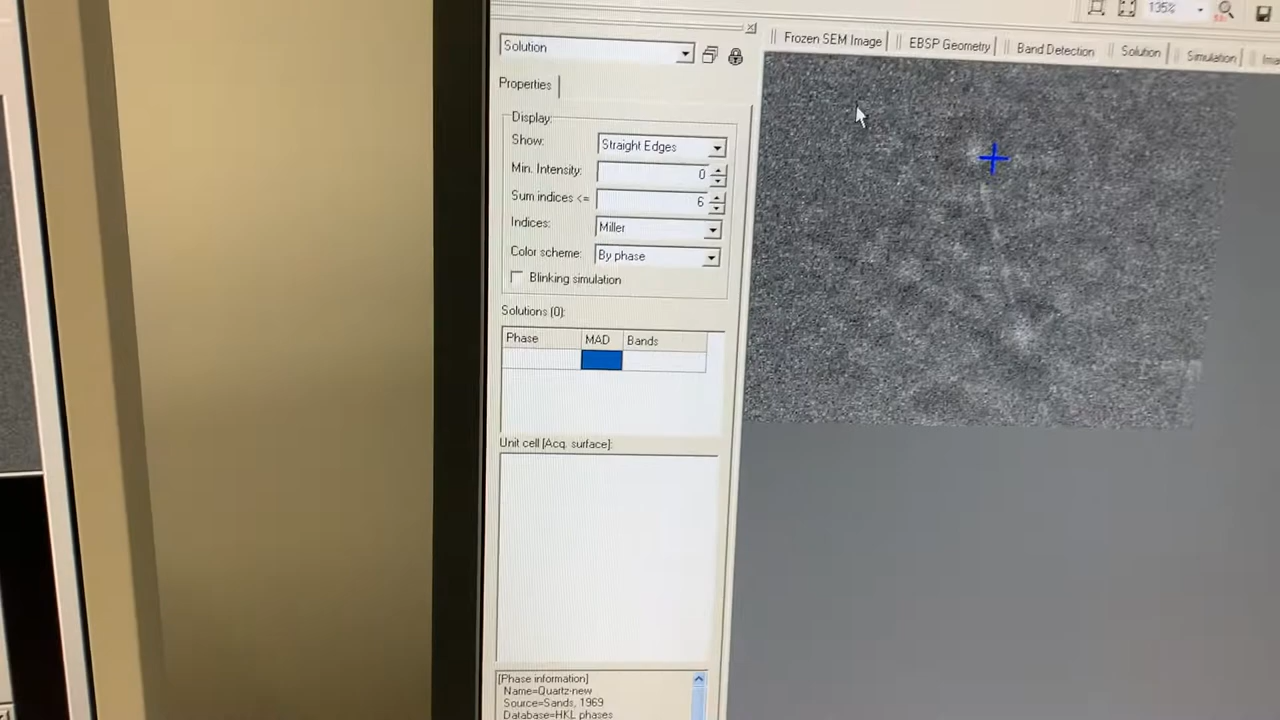 135%
Solution
Frozen SEM Image
EBSP Geometry
Band Detection
Solution
Simulation
Properties
Display:
Show: Straight Edges
Min. Intensity: 0
Sum indices <= 6
Indices: Miller
Color scheme: By phase
Blinking simulation
Solutions (0):
Phase MAD Bands
Unit cell [Acq. surface]:
[Phase information]
Name=Quartz-new
Source=Sands, 1969
Database=HKL phases